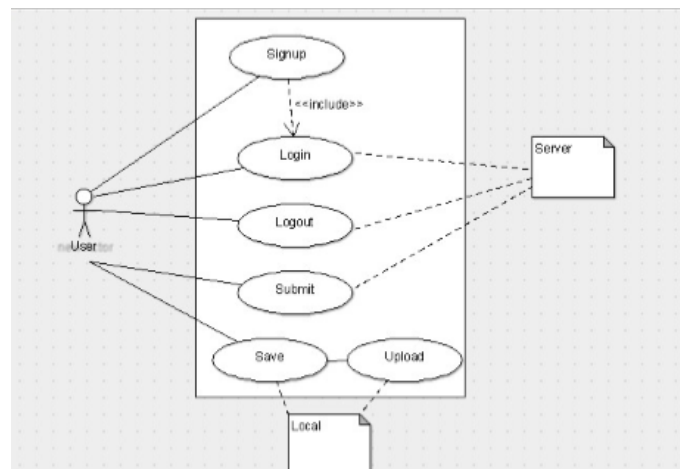 Signup
<<include>>
Login
Server
Logout
User
Submit
Save
Upload
Local